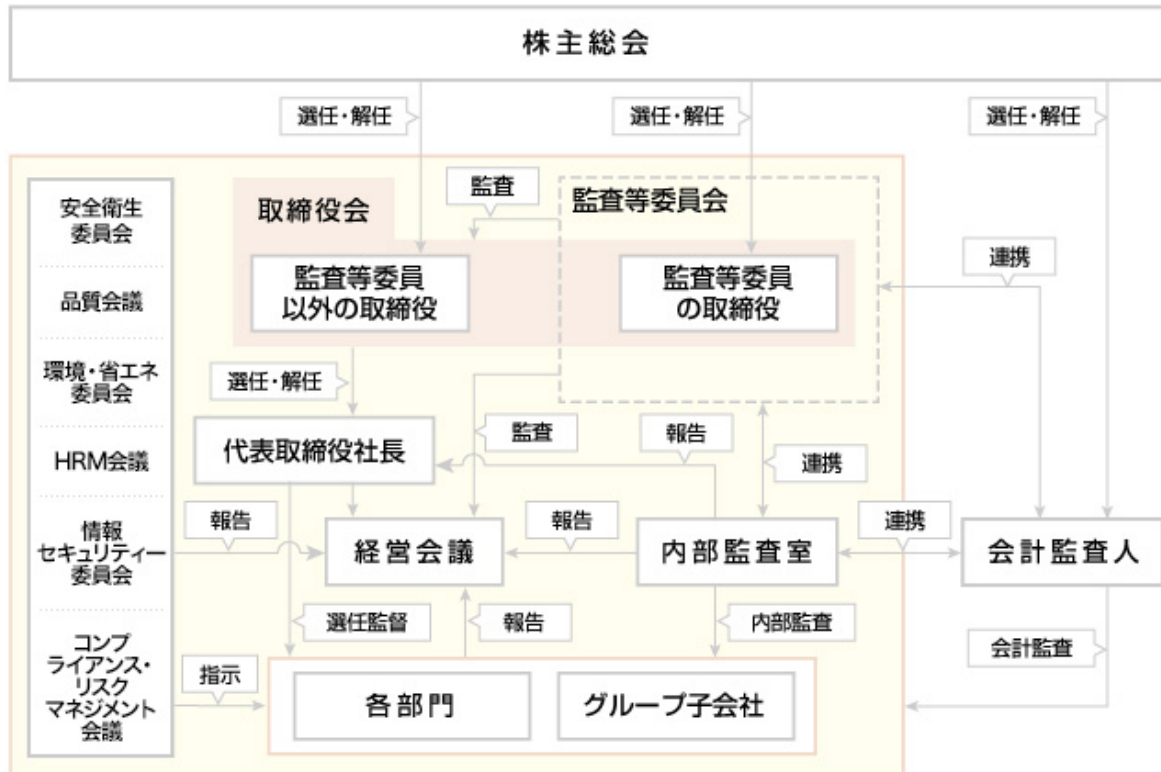 株主総会
選任・解任
選任・解任
選任・解任
安全衛生
委員会
品質会議
環境・省エネ
委員会
HRM会議
情報
セキュリティー
委員会
コンプ
ライアンス・
リスク
マネジメント
会議
取締役会
監査
監査等委員会
監査等委員
以外の取締役
監査等委員
の取締役
連携
選任・解任
代表取締役社長
監査
報告
連携
報告
経営会議
報告
内部監査室
連携
会計監査人
選任監督
報告
内部監査
会計監査
指示
各部門
グループ子会社